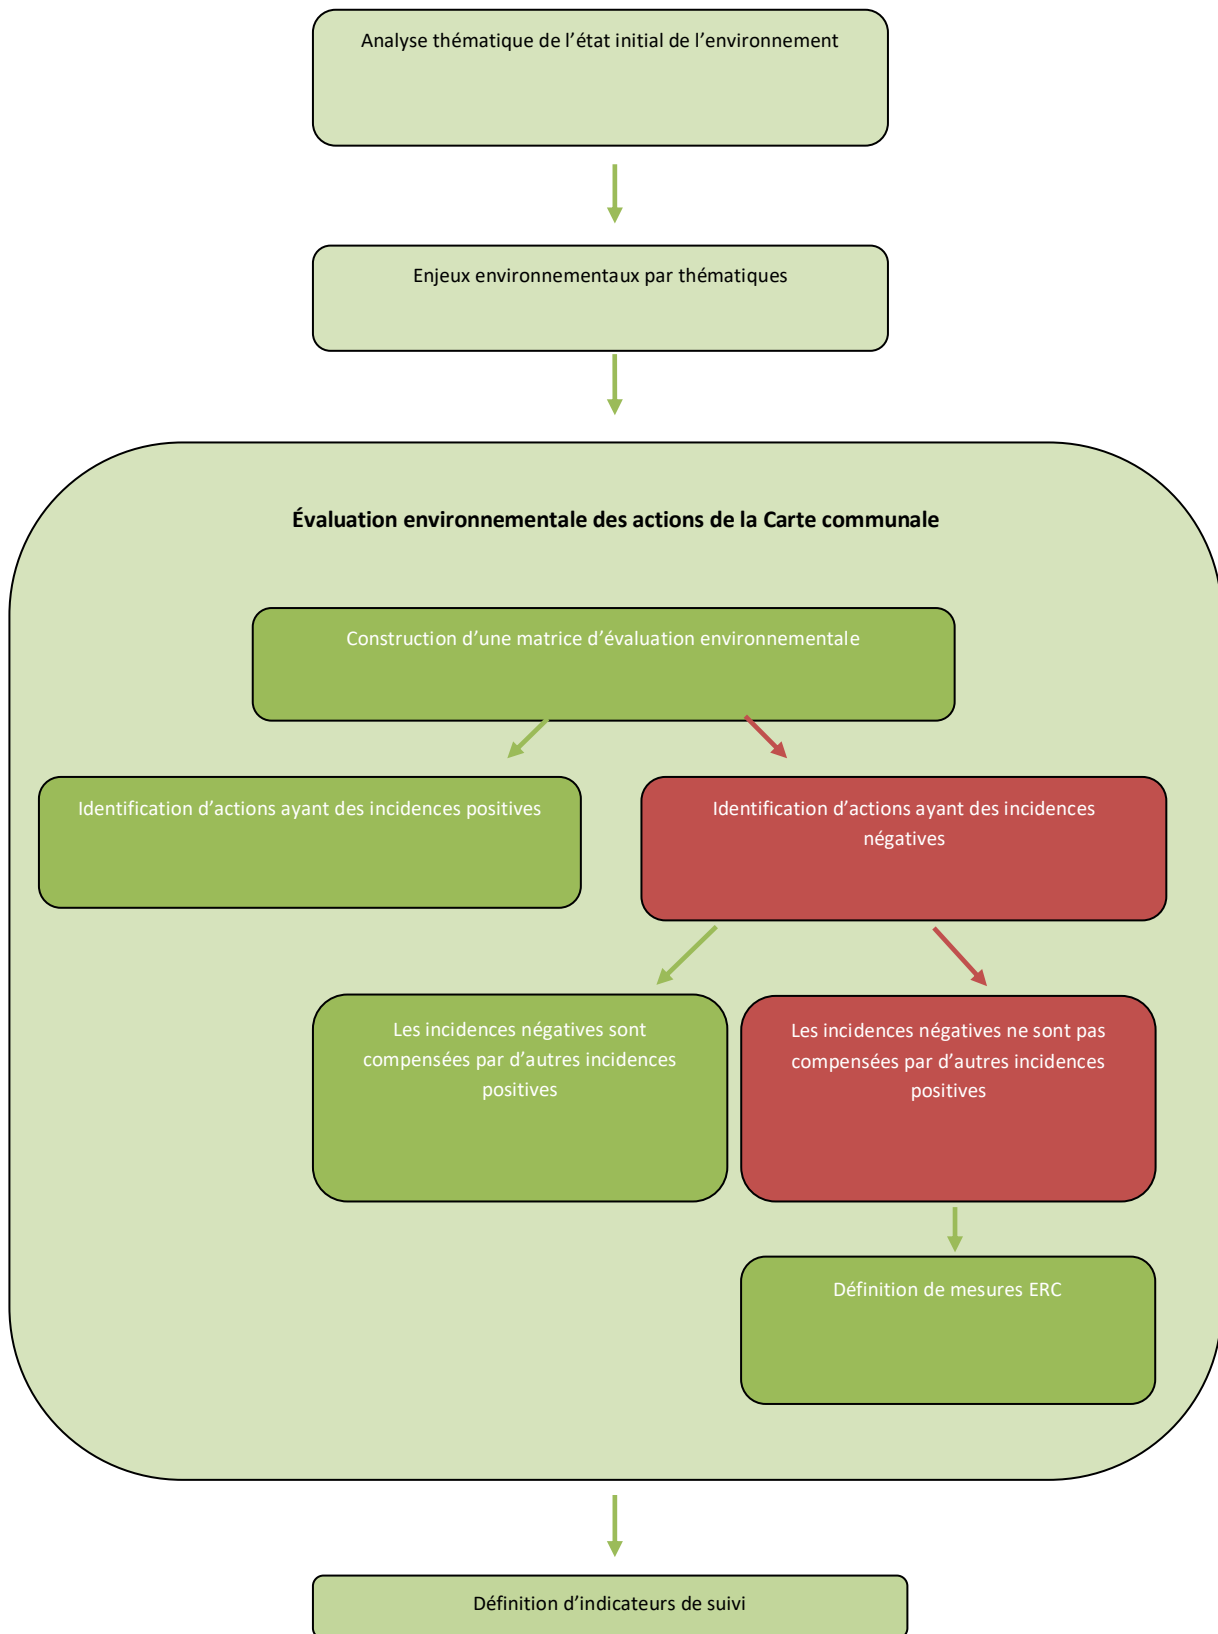 Analyse thématique de l’état initial de l’environnement
Enjeux environnementaux par thématiques
Évaluation environnementale des actions de la Carte communale
Construction d’une matrice d’évaluation environnementale
Identification d’actions ayant des incidences positives
Identification d’actions ayant des incidences
négatives
Les incidences négatives sont
compensées par d’autres incidences
positives
Les incidences négatives ne sont pas
compensées par d’autres incidences
positives
Définition de mesures ERC
Définition d’indicateurs de suivi